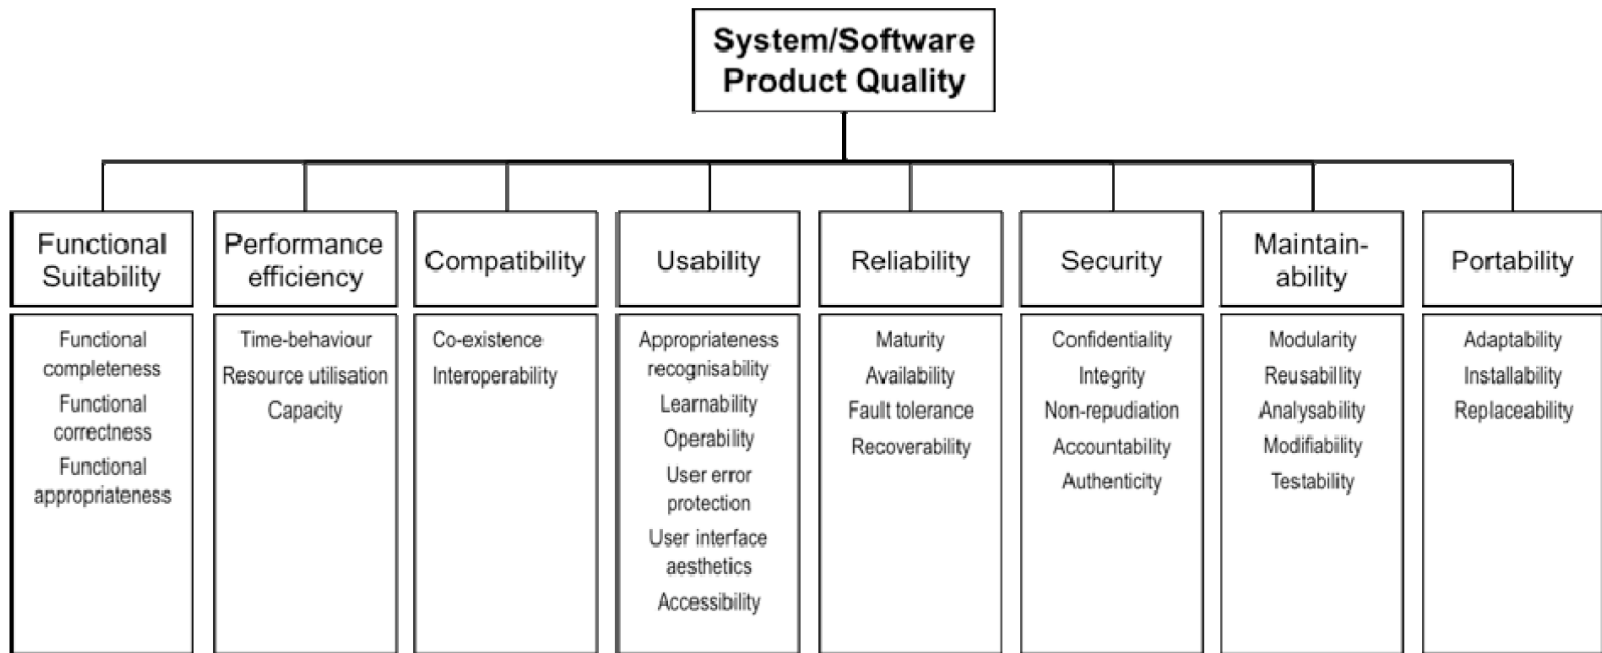 System/Software
Product Quality
Functional
Suitability
Performance
efficiency
Compatibility
Usability
Reliability
Security
Maintain-
ability
Portability
Functional
completeness
Functional
correctness
Functional
appropriateness
Time-behaviour
Resource utilisation
Capacity
Co-existence
Interoperability
Appropriateness
recognisability
Learnability
Operability
User error
protection
User interface
aesthetics
Accessibility
Maturity
Availability
Fault tolerance
Recoverability
Confidentiality
Integrity
Non-repudiation
Accountability
Authenticity
Modularity
Reusability
Analysability
Modifiability
Testability
Adaptability
Installability
Replaceability